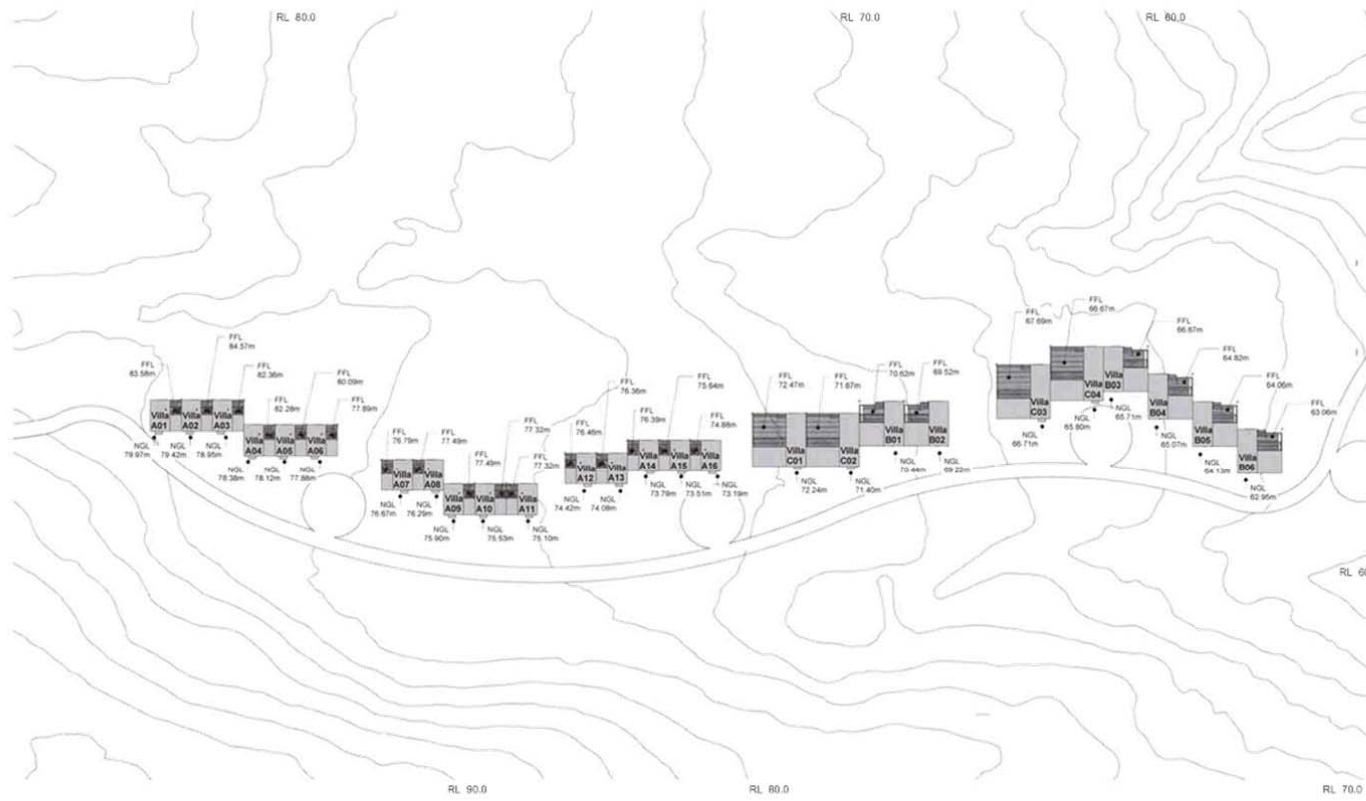 RL 80.0
RL 70.0
RL 60.0
FFL
66.67m
FFL
67.69m
FFL
66.67m
FFL
84.57m
FFL
64.82m
FFL
83.58m
FFL
82.36m
FFL
80.09m
FFL
77.89m
FFL
82.28m
FFL
76.36m
FFL
75.64m
FFL
72.47m
FFL
71.67m
FFL
70.62m
FFL
69.52m
FFL
64.06m
FFL
63.06m
FFL
76.79m
FFL
77.49m
FFL
77.32m
FFL
76.46m
FFL
76.39m
FFL
74.88m
FFL
77.49m
FFL
77.32m
Villa
A01
Villa
A02
Villa
A03
Villa
A04
Villa
A05
Villa
A06
Villa
A07
Villa
A08
Villa
A09
Villa
A10
Villa
A11
Villa
A12
Villa
A13
Villa
A14
Villa
A15
Villa
A16
Villa
C01
Villa
C02
Villa
B01
Villa
B02
Villa
C03
Villa
C04
Villa
B03
Villa
B04
Villa
B05
Villa
B06
NGL
79.97m
NGL
79.42m
NGL
78.95m
NGL
78.38m
NGL
78.12m
NGL
77.88m
NGL
76.67m
NGL
76.29m
NGL
75.90m
NGL
75.53m
NGL
75.10m
NGL
74.42m
NGL
74.08m
NGL
73.79m
NGL
73.51m
NGL
73.19m
NGL
72.24m
NGL
71.40m
NGL
70.44m
NGL
69.22m
NGL
66.71m
NGL
65.80m
NGL
65.71m
NGL
65.07m
NGL
64.13m
NGL
62.95m
RL 60
RL 90.0
RL 80.0
RL 70.0